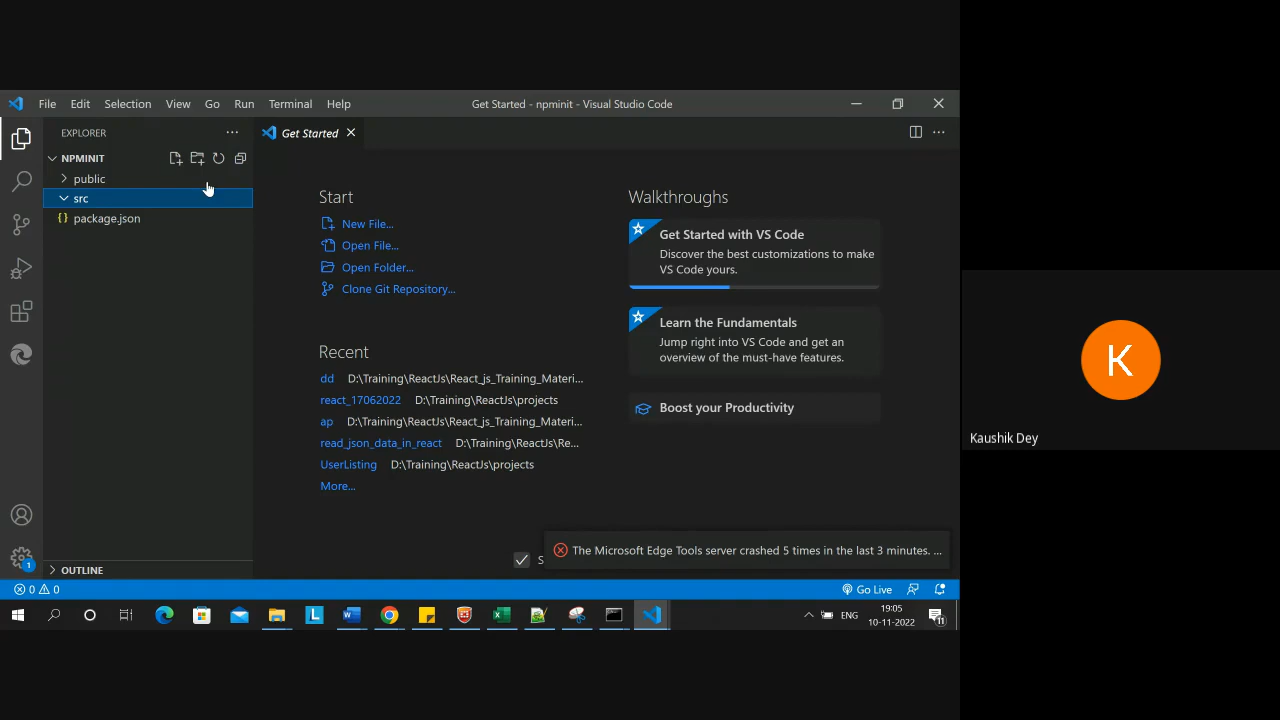 File Edit Selection View Go Run Terminal Help
Get Started - npminit - Visual Studio Code
EXPLORER
Get Started
NPMINIT
public
src
package.json
OUTLINE
Start
New File...
Open File...
Open Folder...
Clone Git Repository...
Recent
dd D:\Training\ReactJs\React_js_Training_Materi...
react_17062022 D:\Training\ReactJs\projects
ap D:\Training\ReactJs\React_js_Training_Materi...
read_json_data_in_react D:\Training\ReactJs\Re...
UserListing D:\Training\ReactJs\projects
More...
Walkthroughs
Get Started with VS Code
Discover the best customizations to make
VS Code yours.
Learn the Fundamentals
Jump right into VS Code and get an
overview of the must-have features.
Boost your Productivity
S
The Microsoft Edge Tools server crashed 5 times in the last 3 minutes. ...
1
0 0
Go Live
L
ENG
19:05
10-11-2022
11
K
Kaushik Dey